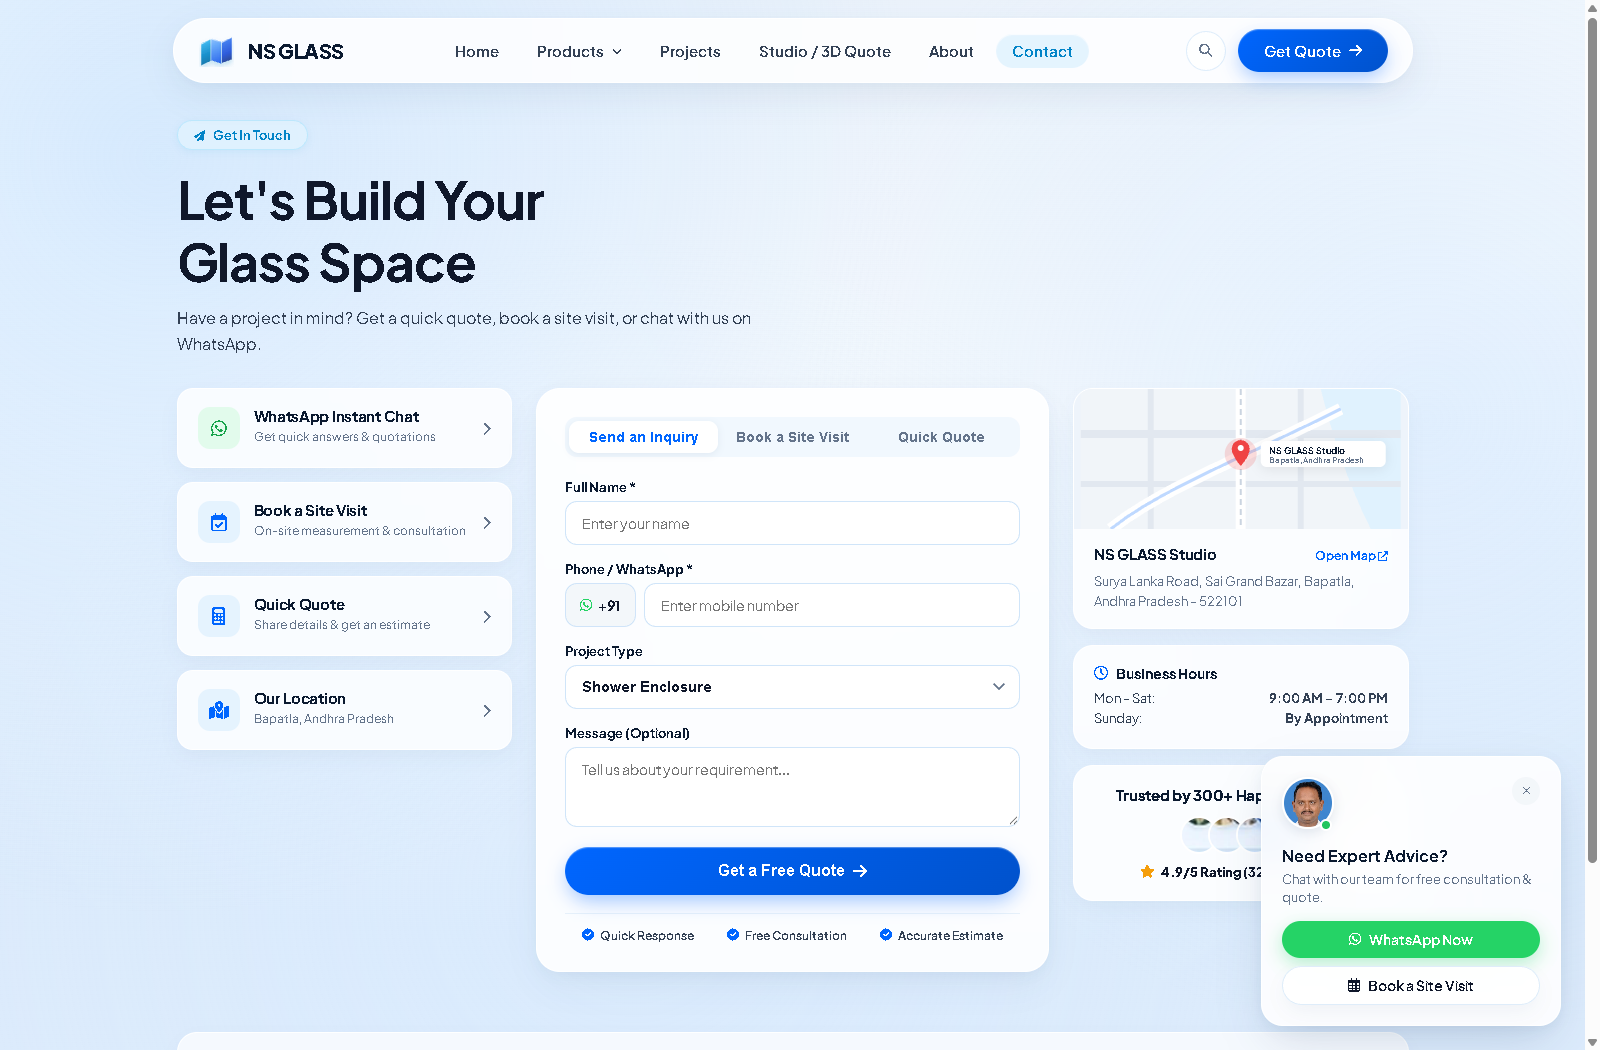 NS GLASS
Home
Products
Projects
Studio / 3D Quote
About
Contact
Get Quote
Get In Touch
Let's Build Your
Glass Space
Have a project in mind? Get a quick quote, book a site visit, or chat with us on
WhatsApp.
WhatsApp Instant Chat
Get quick answers & quotations
Book a Site Visit
On-site measurement & consultation
Quick Quote
Share details & get an estimate
Our Location
Bapatla, Andhra Pradesh
Send an Inquiry
Book a Site Visit
Quick Quote
Full Name *
Enter your name
Phone / WhatsApp *
+91
Enter mobile number
Project Type
Shower Enclosure
Message (Optional)
Tell us about your requirement...
Get a Free Quote
Quick Response
Free Consultation
Accurate Estimate
NS GLASS Studio
Bapatla, Andhra Pradesh
NS GLASS Studio
Open Map
Surya Lanka Road, Sai Grand Bazar, Bapatla,
Andhra Pradesh - 522101
Business Hours
Mon - Sat: 9:00 AM – 7:00 PM
Sunday: By Appointment
Trusted by 300+ Hap
4.9/5 Rating (32
Need Expert Advice?
Chat with our team for free consultation &
quote.
WhatsApp Now
Book a Site Visit